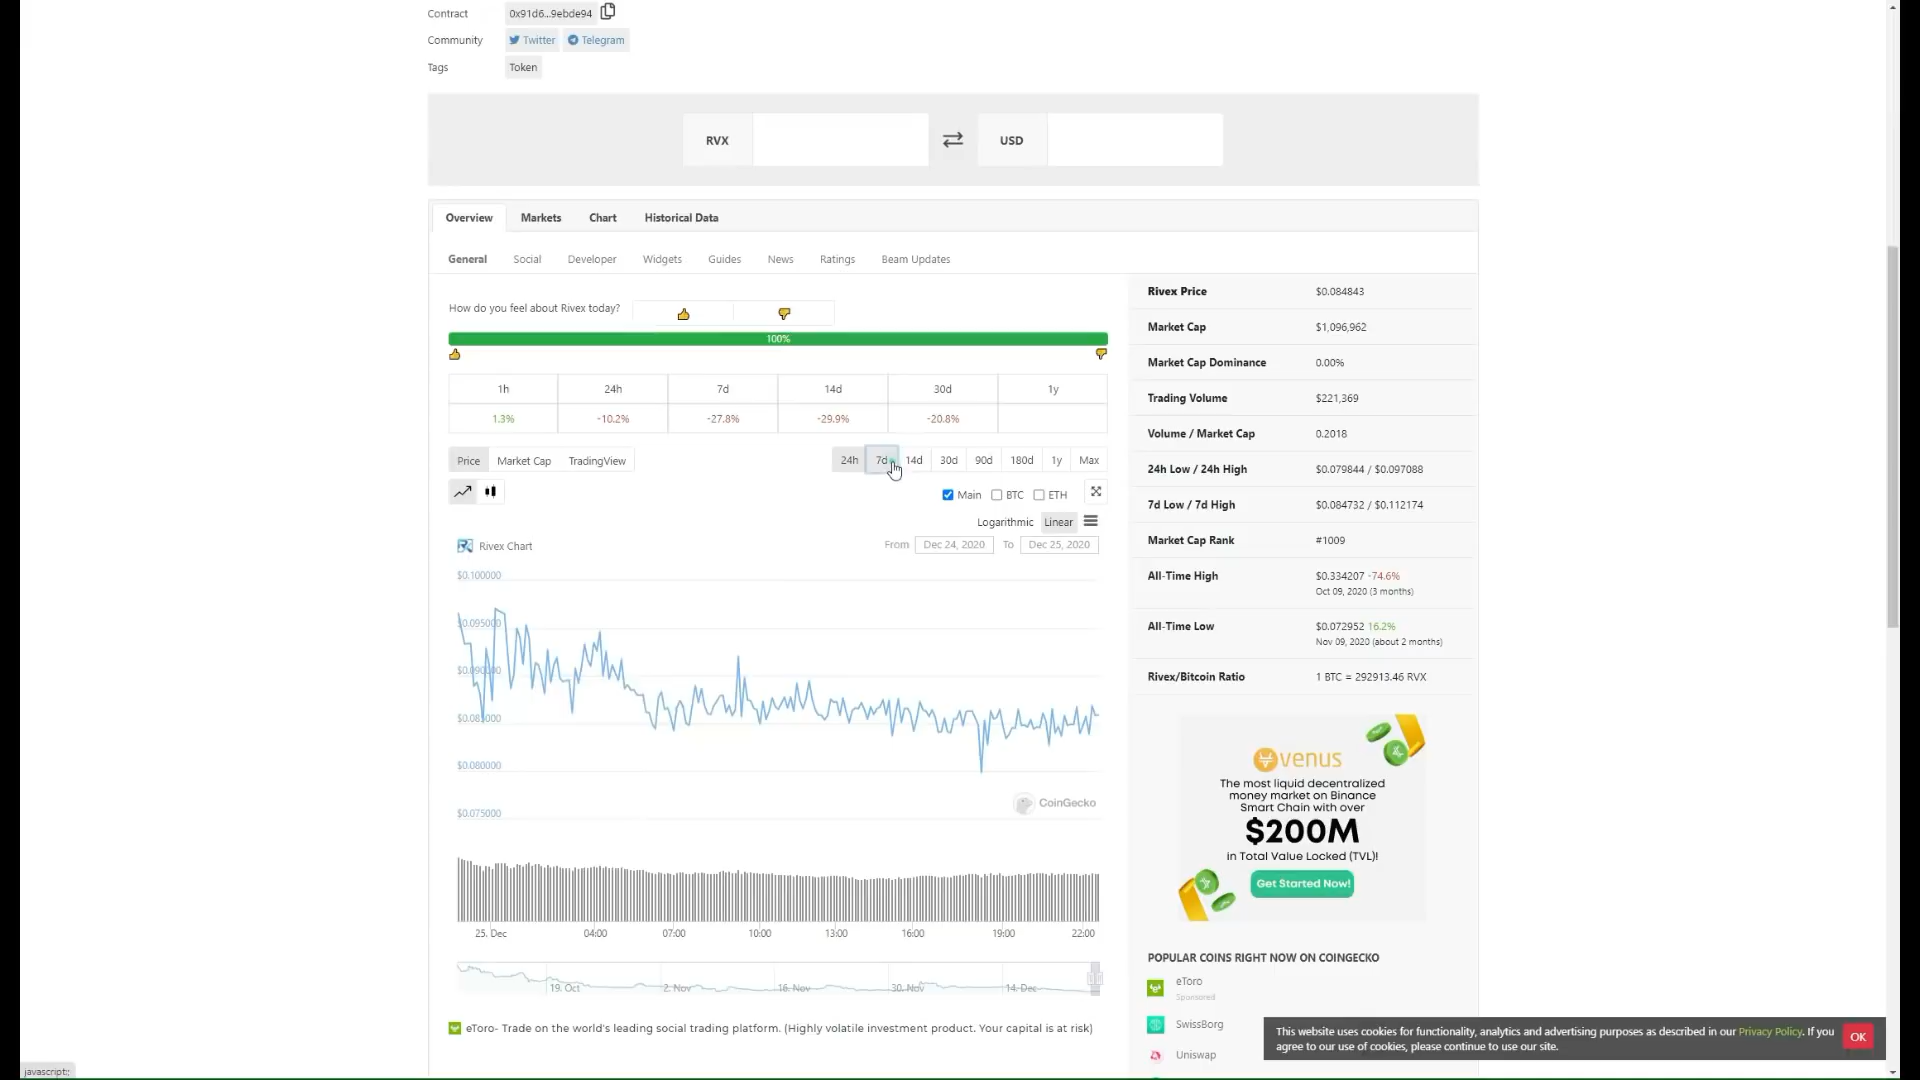 Contract 0x91d6...9ebde94
Community Twitter Telegram
Tags Token
RVX USD
Overview Markets Chart Historical Data
General Social Developer Widgets Guides News Ratings Beam Updates
How do you feel about Rivex today?
100%
1h 24h 7d 14d 30d 1y
1.3% -10.2% -27.8% -29.9% -20.8%
Price Market Cap TradingView
24h 7d 14d 30d 90d 180d 1y Max
Main BTC ETH
Logarithmic Linear
Rivex Chart
From Dec 24, 2020 To Dec 25, 2020
$0.100000
$0.095000
$0.090000
$0.085000
$0.080000
$0.075000
CoinGecko
25. Dec 04:00 07:00 10:00 13:00 16:00 19:00 22:00
19. Oct 2. Nov 16. Nov 30. Nov 14. Dec
eToro- Trade on the world's leading social trading platform. (Highly volatile investment product. Your capital is at risk)
Rivex Price $0.084843
Market Cap $1,096,962
Market Cap Dominance 0.00%
Trading Volume $221,369
Volume / Market Cap 0.2018
24h Low / 24h High $0.079844 / $0.097088
7d Low / 7d High $0.084732 / $0.112174
Market Cap Rank #1009
All-Time High $0.334207 -74.6%
Oct 09, 2020 (3 months)
All-Time Low $0.072952 16.2%
Nov 09, 2020 (about 2 months)
Rivex/Bitcoin Ratio 1 BTC = 292913.46 RVX
venus
The most liquid decentralized
money market on Binance
Smart Chain with over
$200M
in Total Value Locked (TVL)!
Get Started Now!
POPULAR COINS RIGHT NOW ON COINGECKO
eToro
Sponsored
SwissBorg
Uniswap
This website uses cookies for functionality, analytics and advertising purposes as described in our Privacy Policy. If you
agree to our use of cookies, please continue to use our site.
OK
javascript:;